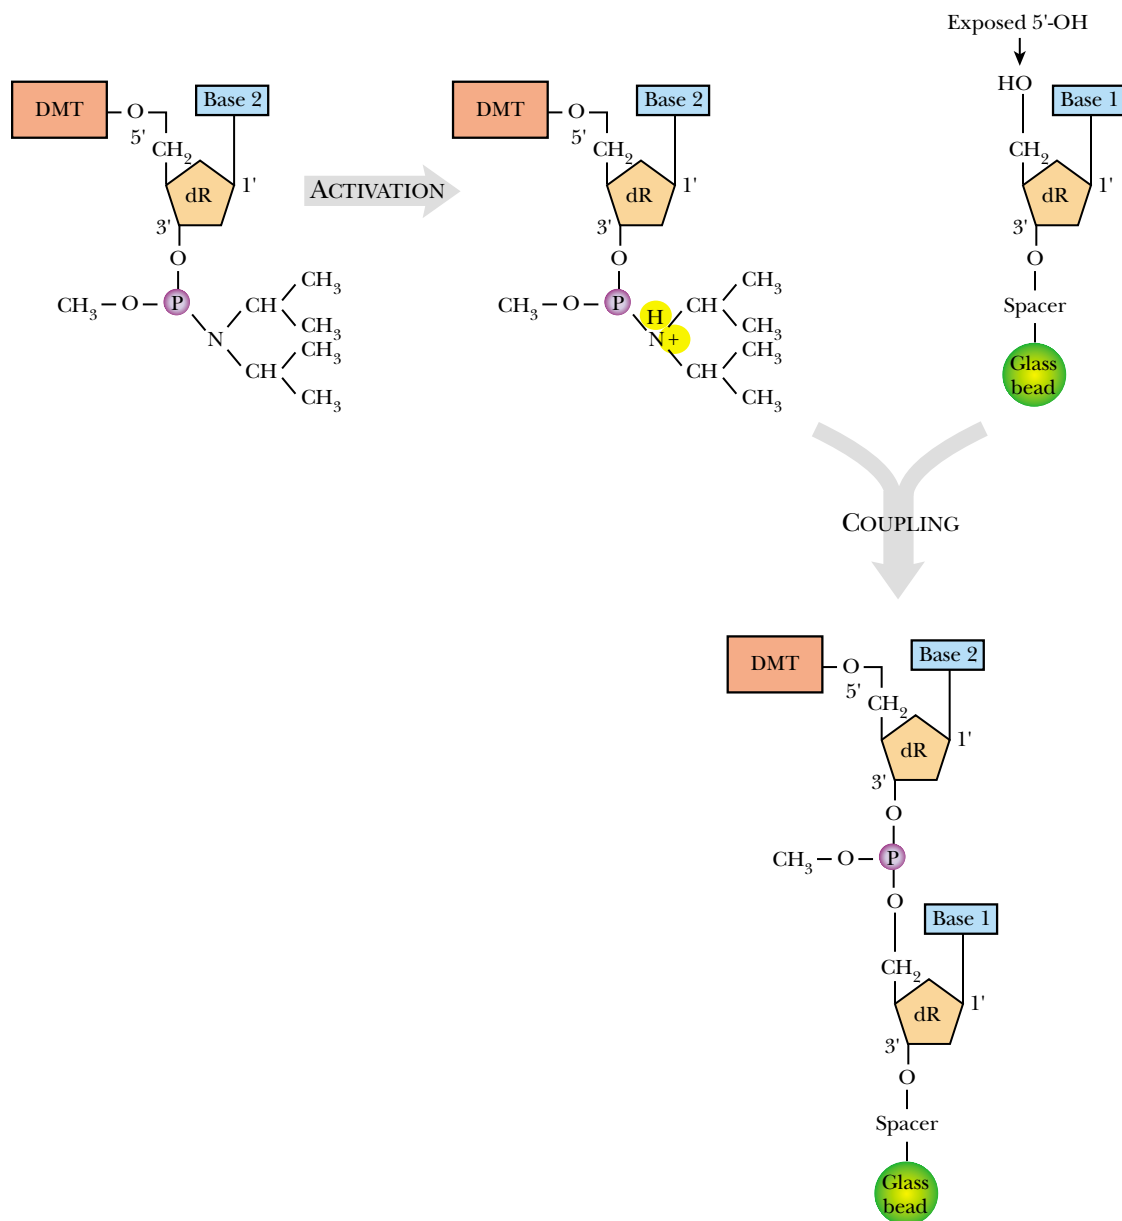 Exposed 5'-OH
DMT
O
5'
CH2
Base 2
dR
1'
3'
O
CH3
O
P
N
CH
CH3
CH3
CH
CH3
CH3
ACTIVATION
DMT
O
5'
CH2
Base 2
dR
1'
3'
O
CH3
O
P
H
N
+
CH
CH3
CH3
CH
CH3
CH3
HO
Base 1
CH2
dR
1'
3'
O
Spacer
Glass
bead
COUPLING
DMT
O
5'
CH2
Base 2
dR
1'
3'
O
CH3
O
P
O
Base 1
CH2
dR
1'
3'
O
Spacer
Glass
bead